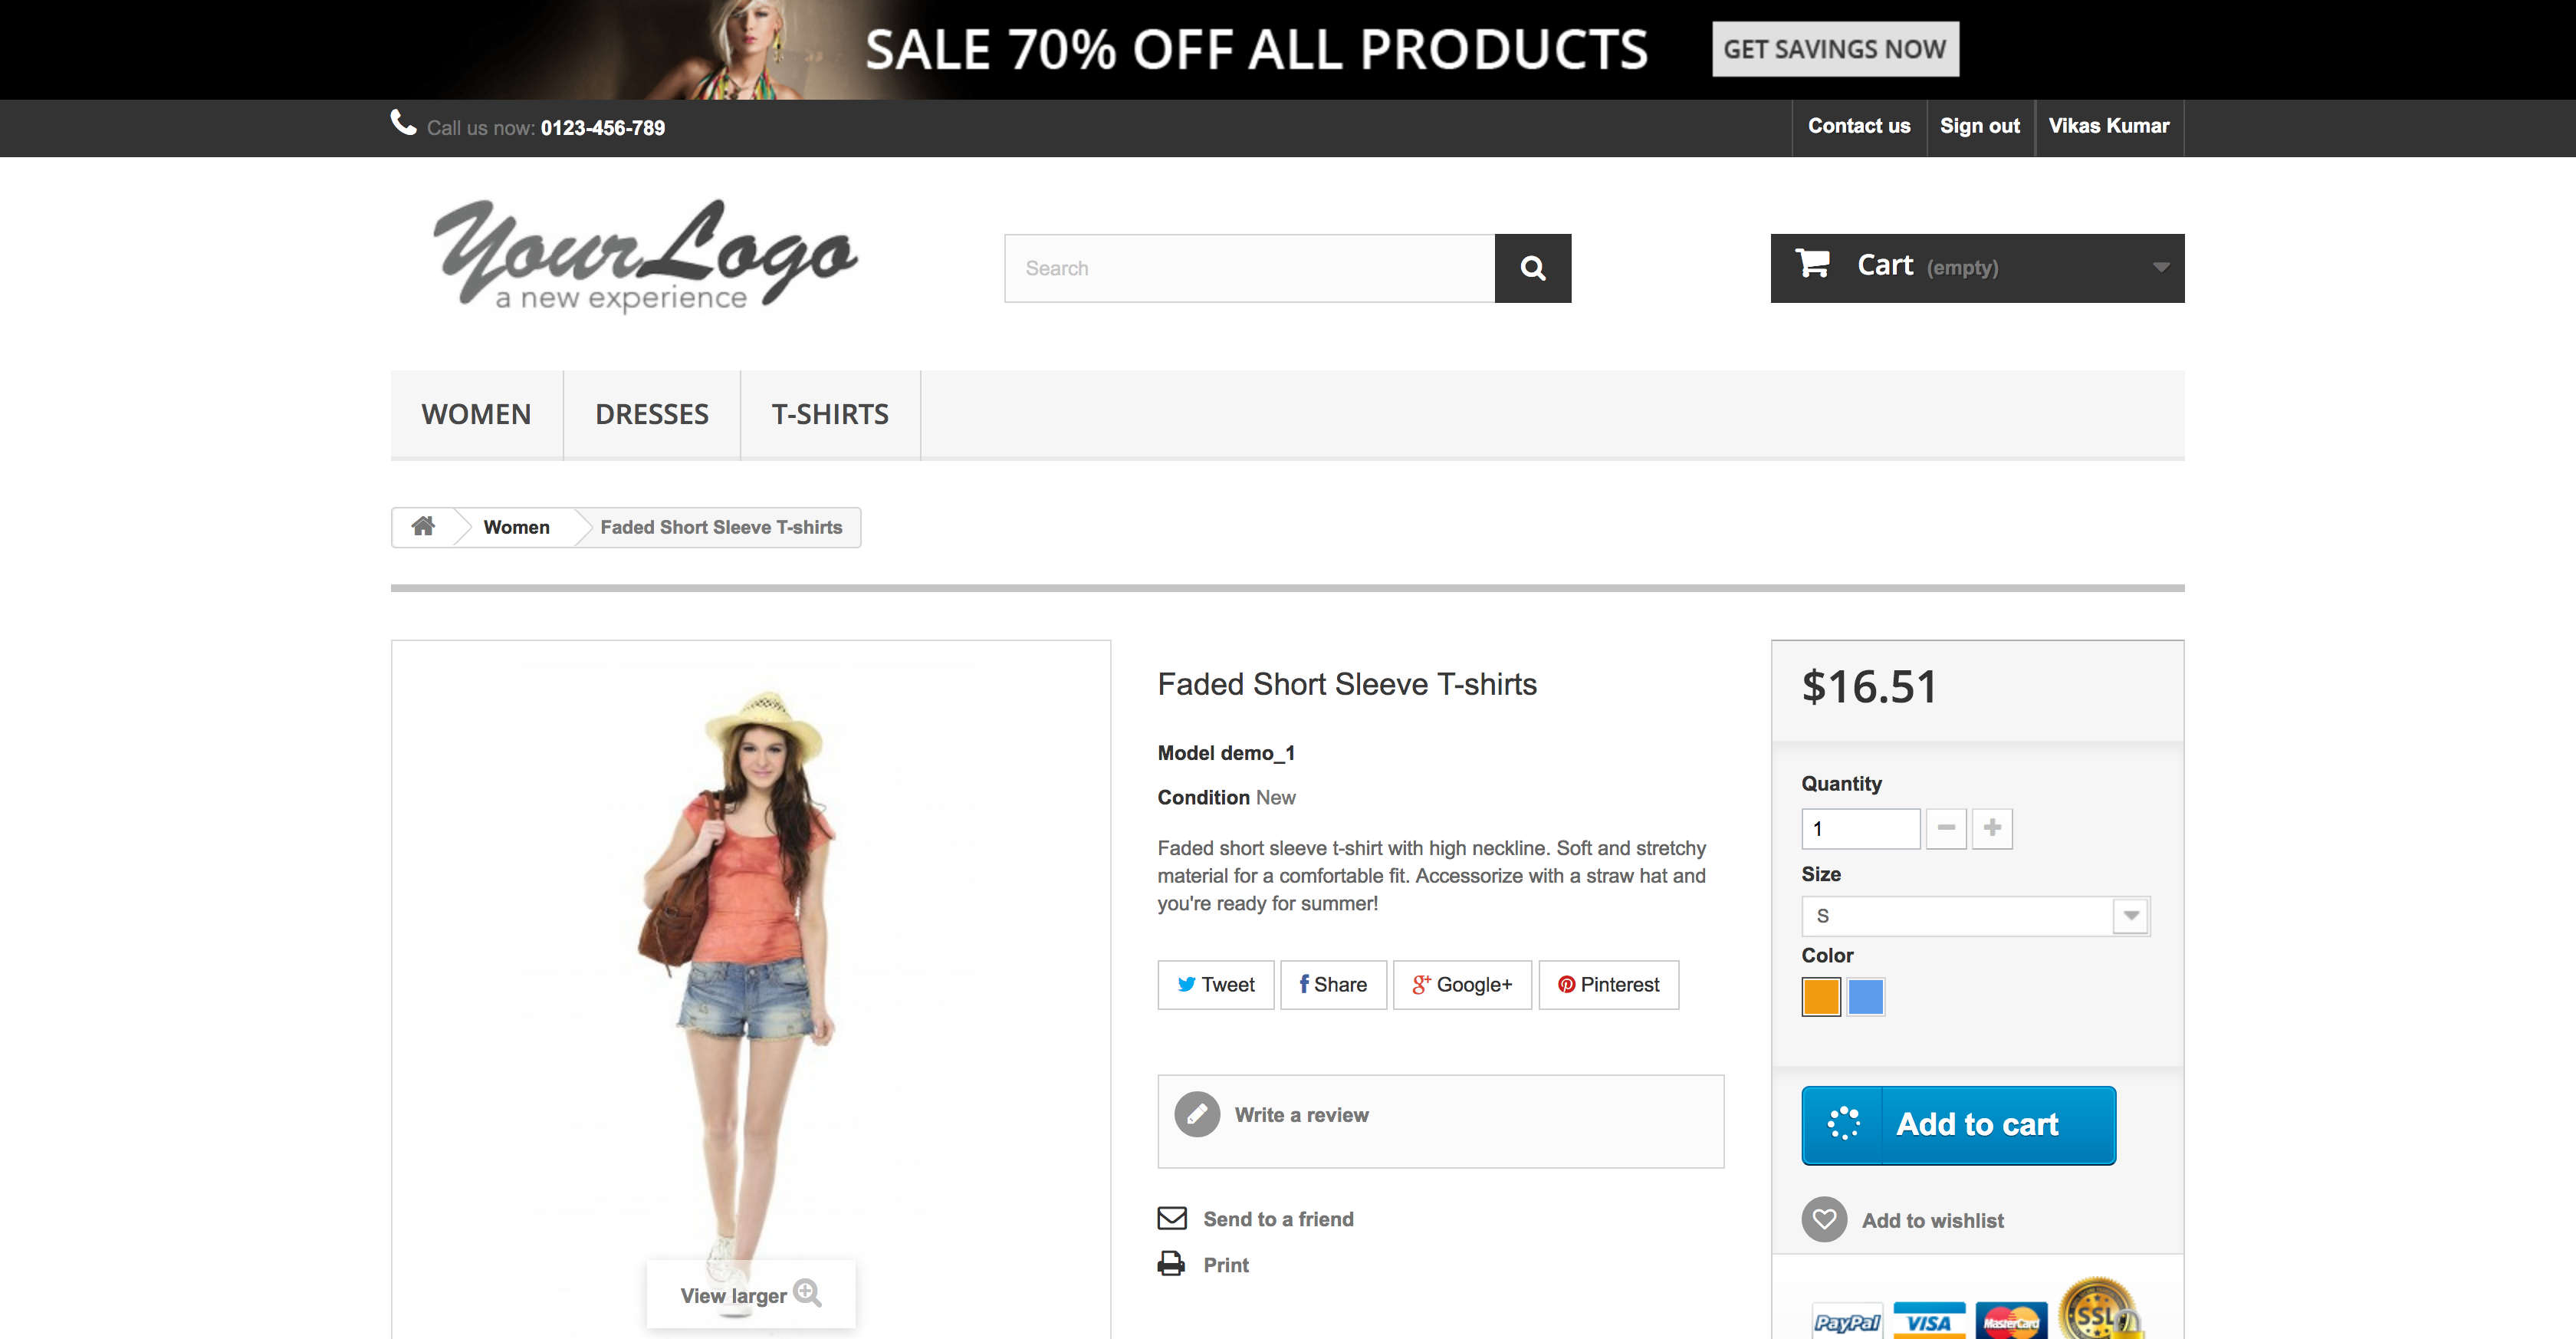 SALE 70% OFF ALL PRODUCTS GET SAVINGS NOW
Call us now: 0123-456-789
Contact us Sign out Vikas Kumar
YourLogo
a new experience
Search
Cart (empty)
WOMEN DRESSES T-SHIRTS
Women Faded Short Sleeve T-shirts
View larger
Faded Short Sleeve T-shirts
Model demo_1
Condition New
Faded short sleeve t-shirt with high neckline. Soft and stretchy
material for a comfortable fit. Accessorize with a straw hat and
you're ready for summer!
Tweet Share Google+ Pinterest
Write a review
Send to a friend
Print
$16.51
Quantity
1
Size
S
Color
Add to cart
Add to wishlist
PayPal VISA MasterCard SSL